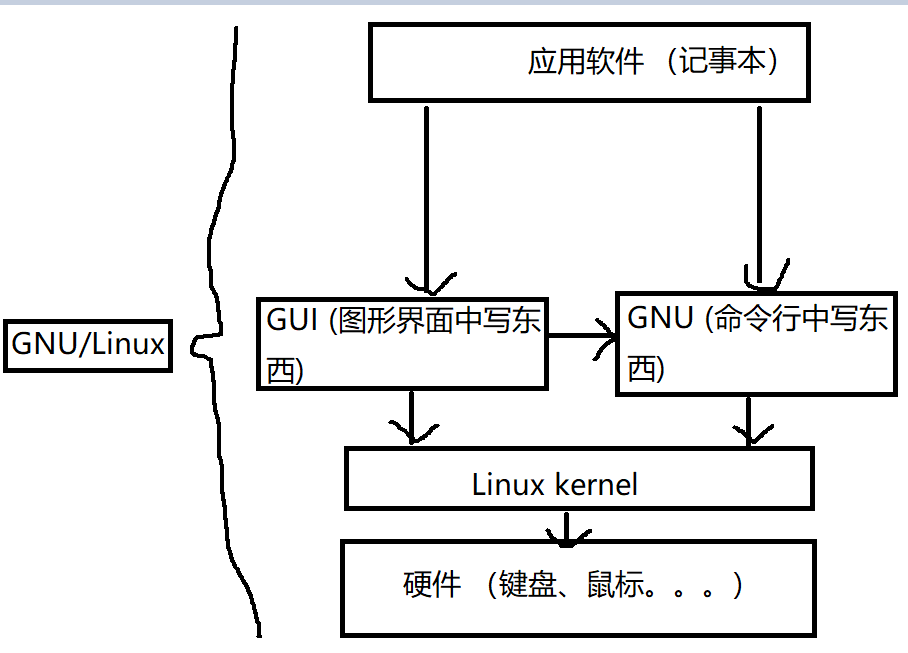 应用软件 （记事本）
GUI (图形界面中写东
西)
GNU (命令行中写东
西)
GNU/Linux
Linux kernel
硬件 （键盘、鼠标。。。）